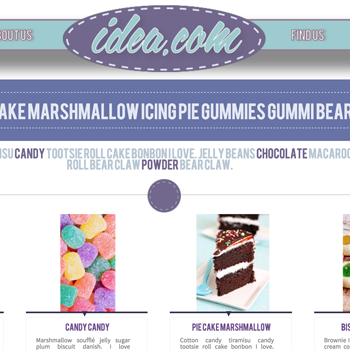 BOUT US
idea.com
FIND US
AKE MARSHMALLOW ICING PIE GUMMIES GUMMI BEAR
ISU CANDY TOOTSIE ROLL CAKE BONBON I LOVE. JELLY BEANS CHOCOLATE MACAROO
ROLL BEAR CLAW POWDER BEAR CLAW.
CANDY CANDY
Marshmallow soufflé jelly sugar
plum biscuit danish. I love
PIE CAKE MARSHMALLOW
Cotton candy tiramisu candy
tootsie roll cake bonbon I love.
BIS
Brownie I
cream co